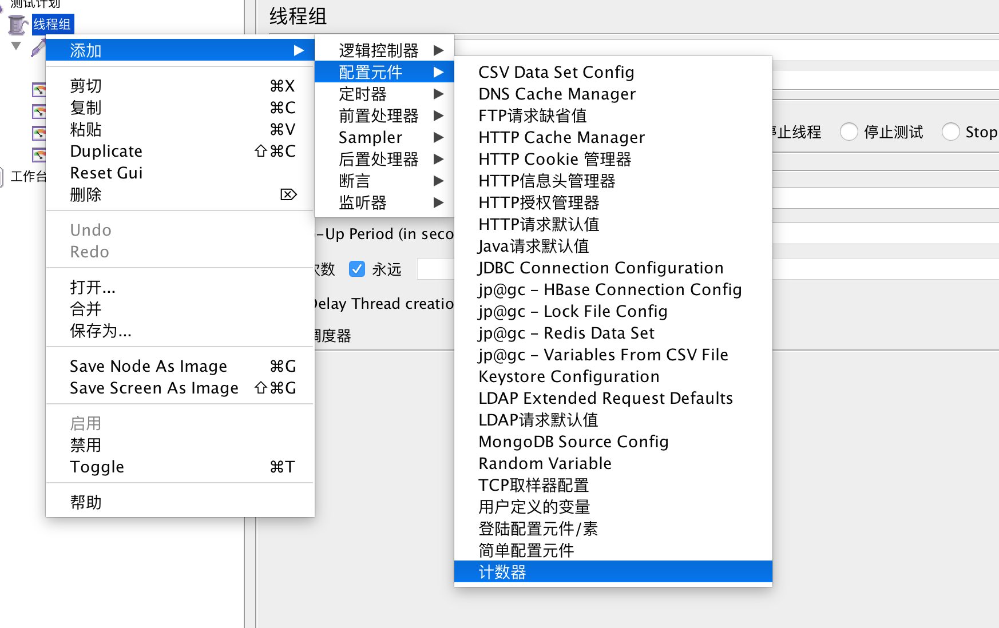 测试计划
线程组
工作台
添加
剪切 ⌘X
复制 ⌘C
粘贴 ⌘V
Duplicate ⇧⌘C
Reset Gui
删除 ⌦
Undo
Redo
打开...
合并
保存为...
Save Node As Image ⌘G
Save Screen As Image ⇧⌘G
启用
禁用
Toggle ⌘T
帮助
线程组
逻辑控制器
配置元件
定时器
前置处理器
Sampler
后置处理器
断言
监听器
CSV Data Set Config
DNS Cache Manager
FTP请求缺省值
HTTP Cache Manager
HTTP Cookie 管理器
HTTP信息头管理器
HTTP授权管理器
HTTP请求默认值
Java请求默认值
JDBC Connection Configuration
jp@gc - HBase Connection Config
jp@gc - Lock File Config
jp@gc - Redis Data Set
jp@gc - Variables From CSV File
Keystore Configuration
LDAP Extended Request Defaults
LDAP请求默认值
MongoDB Source Config
Random Variable
TCP取样器配置
用户定义的变量
登陆配置元件/素
简单配置元件
计数器
停止线程 停止测试 Stop
-Up Period (in seco
次数 永远
Delay Thread creatio
调度器